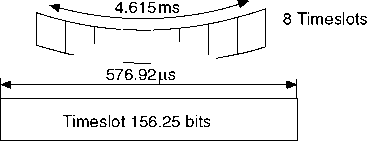 4.615ms
8 Timeslots
576.92µs
Timeslot 156.25 bits